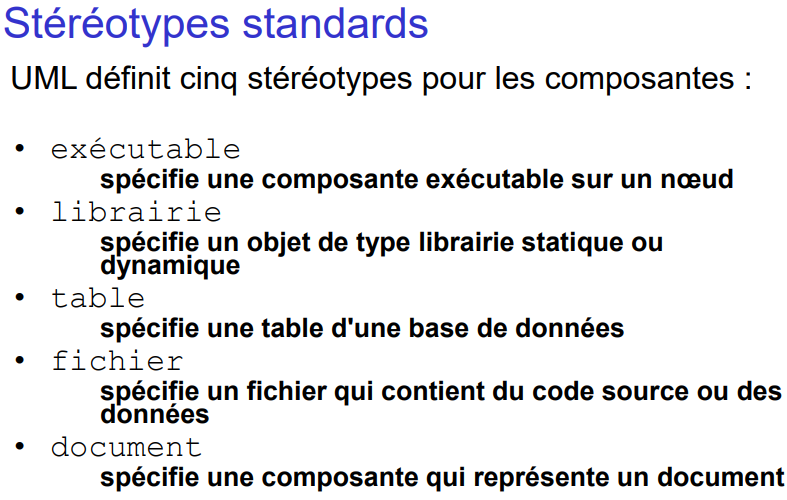 Stéréotypes standards
UML définit cinq stéréotypes pour les composantes :
• exécutable
spécifie une composante exécutable sur un nœud
• librairie
spécifie un objet de type librairie statique ou
dynamique
• table
spécifie une table d'une base de données
• fichier
spécifie un fichier qui contient du code source ou des
données
• document
spécifie une composante qui représente un document